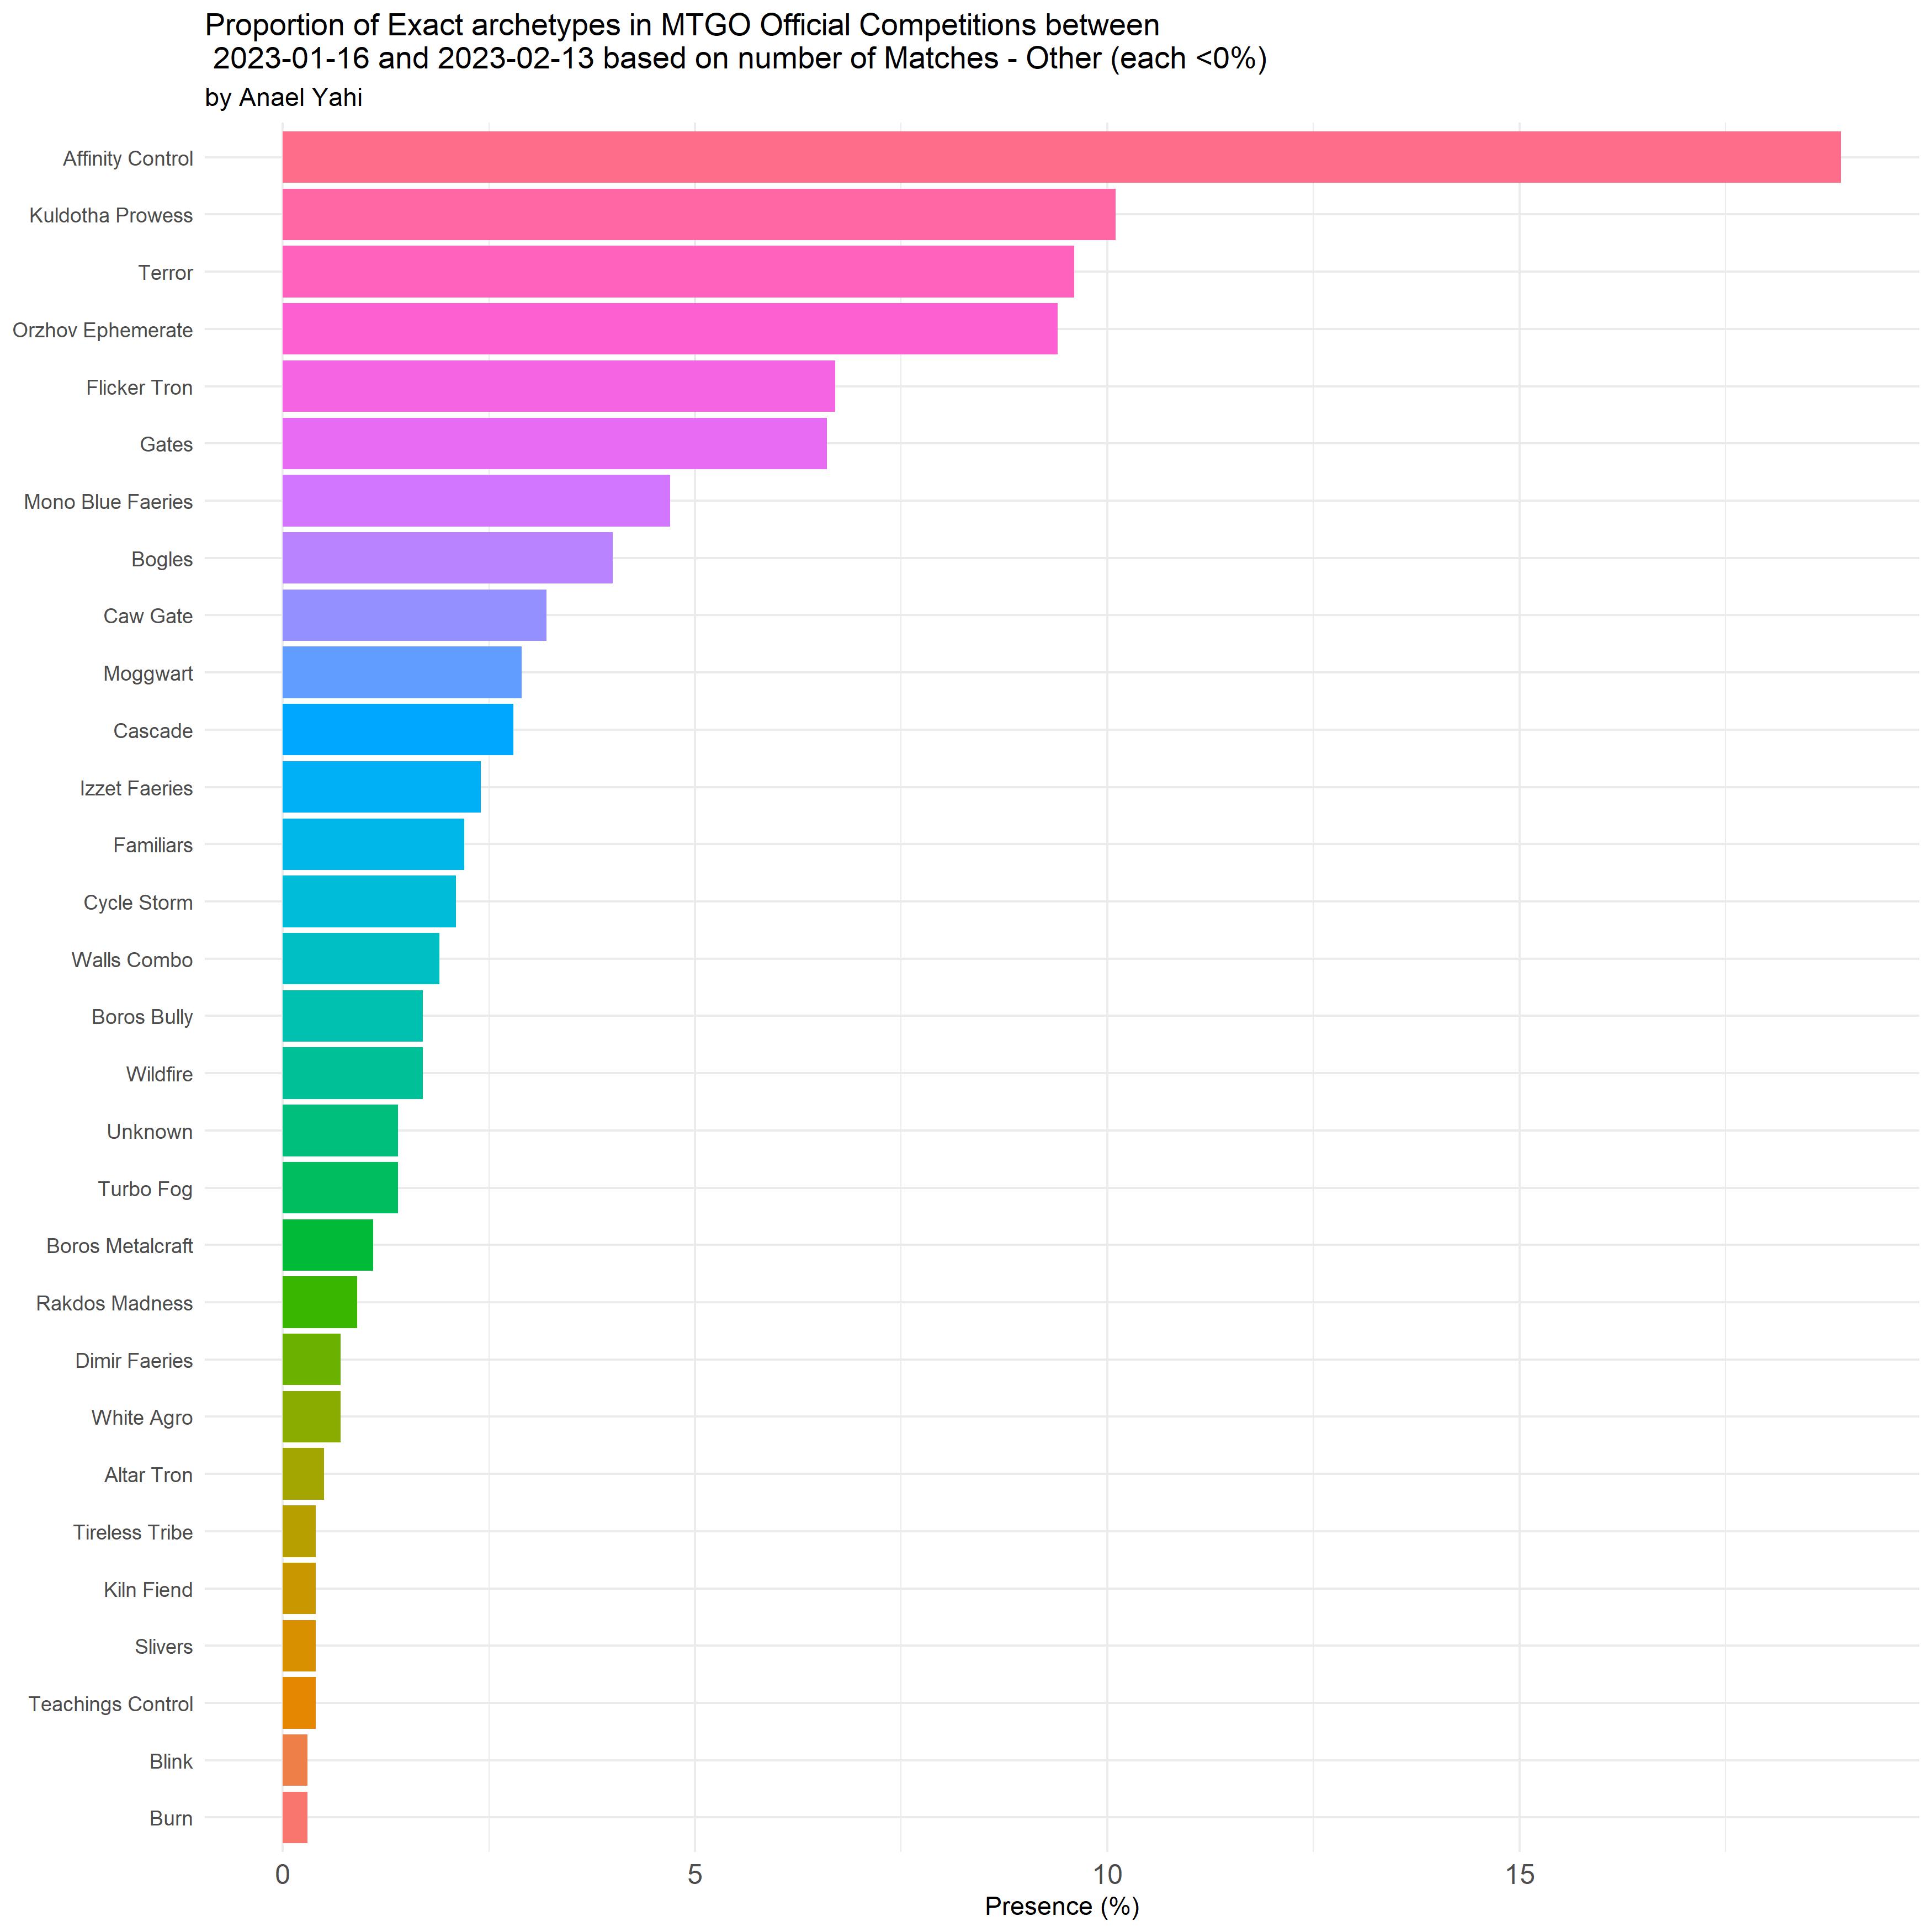 Proportion of Exact archetypes in MTGO Official Competitions between
2023-01-16 and 2023-02-13 based on number of Matches - Other (each <0%)
by Anael Yahi
Affinity Control
Kuldotha Prowess
Terror
Orzhov Ephemerate
Flicker Tron
Gates
Mono Blue Faeries
Bogles
Caw Gate
Moggwart
Cascade
Izzet Faeries
Familiars
Cycle Storm
Walls Combo
Boros Bully
Wildfire
Unknown
Turbo Fog
Boros Metalcraft
Rakdos Madness
Dimir Faeries
White Agro
Altar Tron
Tireless Tribe
Kiln Fiend
Slivers
Teachings Control
Blink
Burn
0 5 10 15
Presence (%)